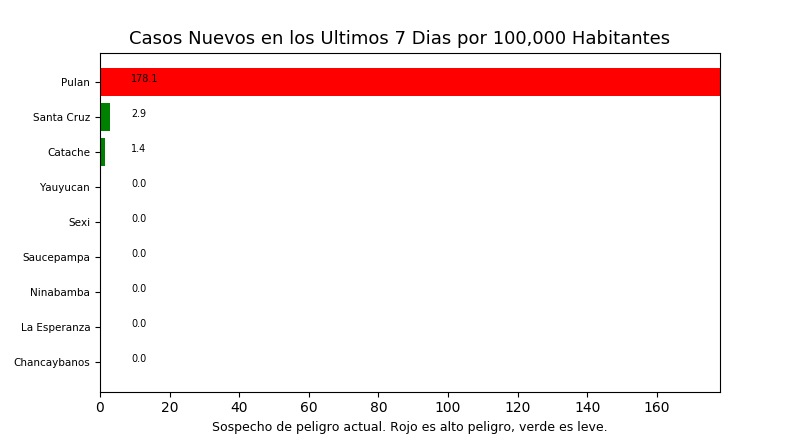 Casos Nuevos en los Ultimos 7 Dias por 100,000 Habitantes
Pulan 178.1
Santa Cruz 2.9
Catache 1.4
Yauyucan 0.0
Sexi 0.0
Saucepampa 0.0
Ninabamba 0.0
La Esperanza 0.0
Chancaybanos 0.0
0 20 40 60 80 100 120 140 160
Sospecho de peligro actual. Rojo es alto peligro, verde es leve.